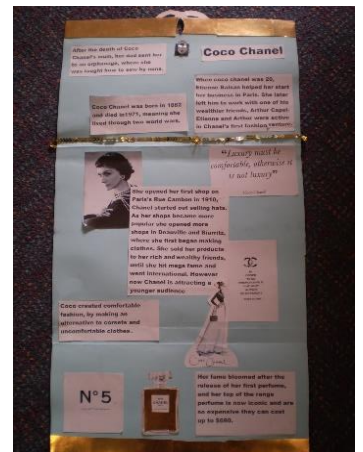 After the death of Coco
Chanel's mum, her dad sent her
to an orphanage, where she
was taught how to sew by nuns.
Coco Chanel
When coco chanel was 25,
Etienne Balsan helped her start
her business in Paris. She later
left him to work with one of his
wealthier friends, Arthur Capel.
Etienne and Arthur were active
in Chanel's first fashion venture.
Coco Chanel was born in 1883
and died in 1971, meaning she
lived through two world wars.
"Luxury must be
comfortable, otherwise it
is not luxury"
She opened her first shop on
Paris's Rue Cambon in 1910,
Chanel started out selling hats.
As her shops became more
popular she opened more
shops in Deauville and Biarritz,
where she first began making
clothes. She sold her products
to her rich and wealthy friends,
until she hit mega fame and
went international. However
now Chanel is attracting a
younger audience
Coco created comfortable
fashion, by making an
alternative to corsets and
uncomfortable clothes.
N°5
Her fame bloomed after the
release of her first perfume,
and her top of the range
perfume is now iconic and are
so expensive they can cost
up to